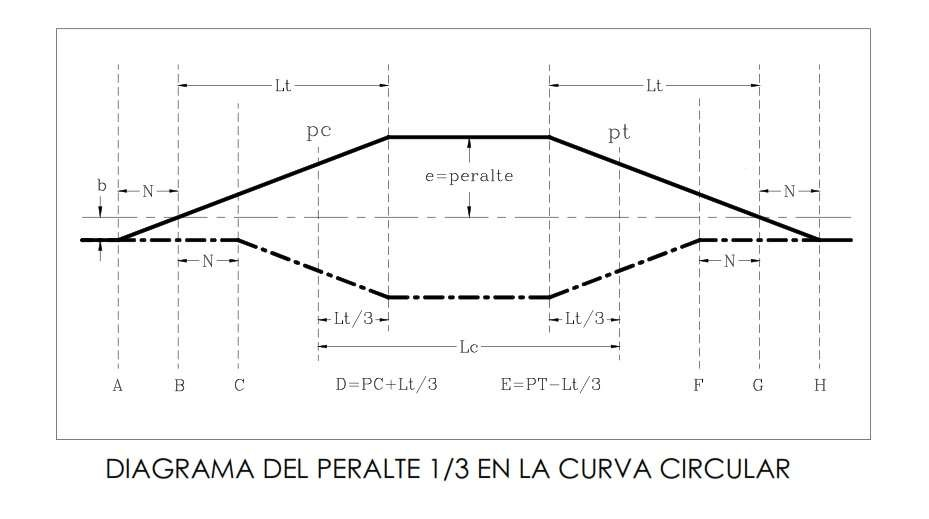 Lt Lt
pc pt
e=peralte
b N N
N N
Lt/3 Lt/3
Lc
A B C D=PC+Lt/3 E=PT-Lt/3 F G H
DIAGRAMA DEL PERALTE 1/3 EN LA CURVA CIRCULAR